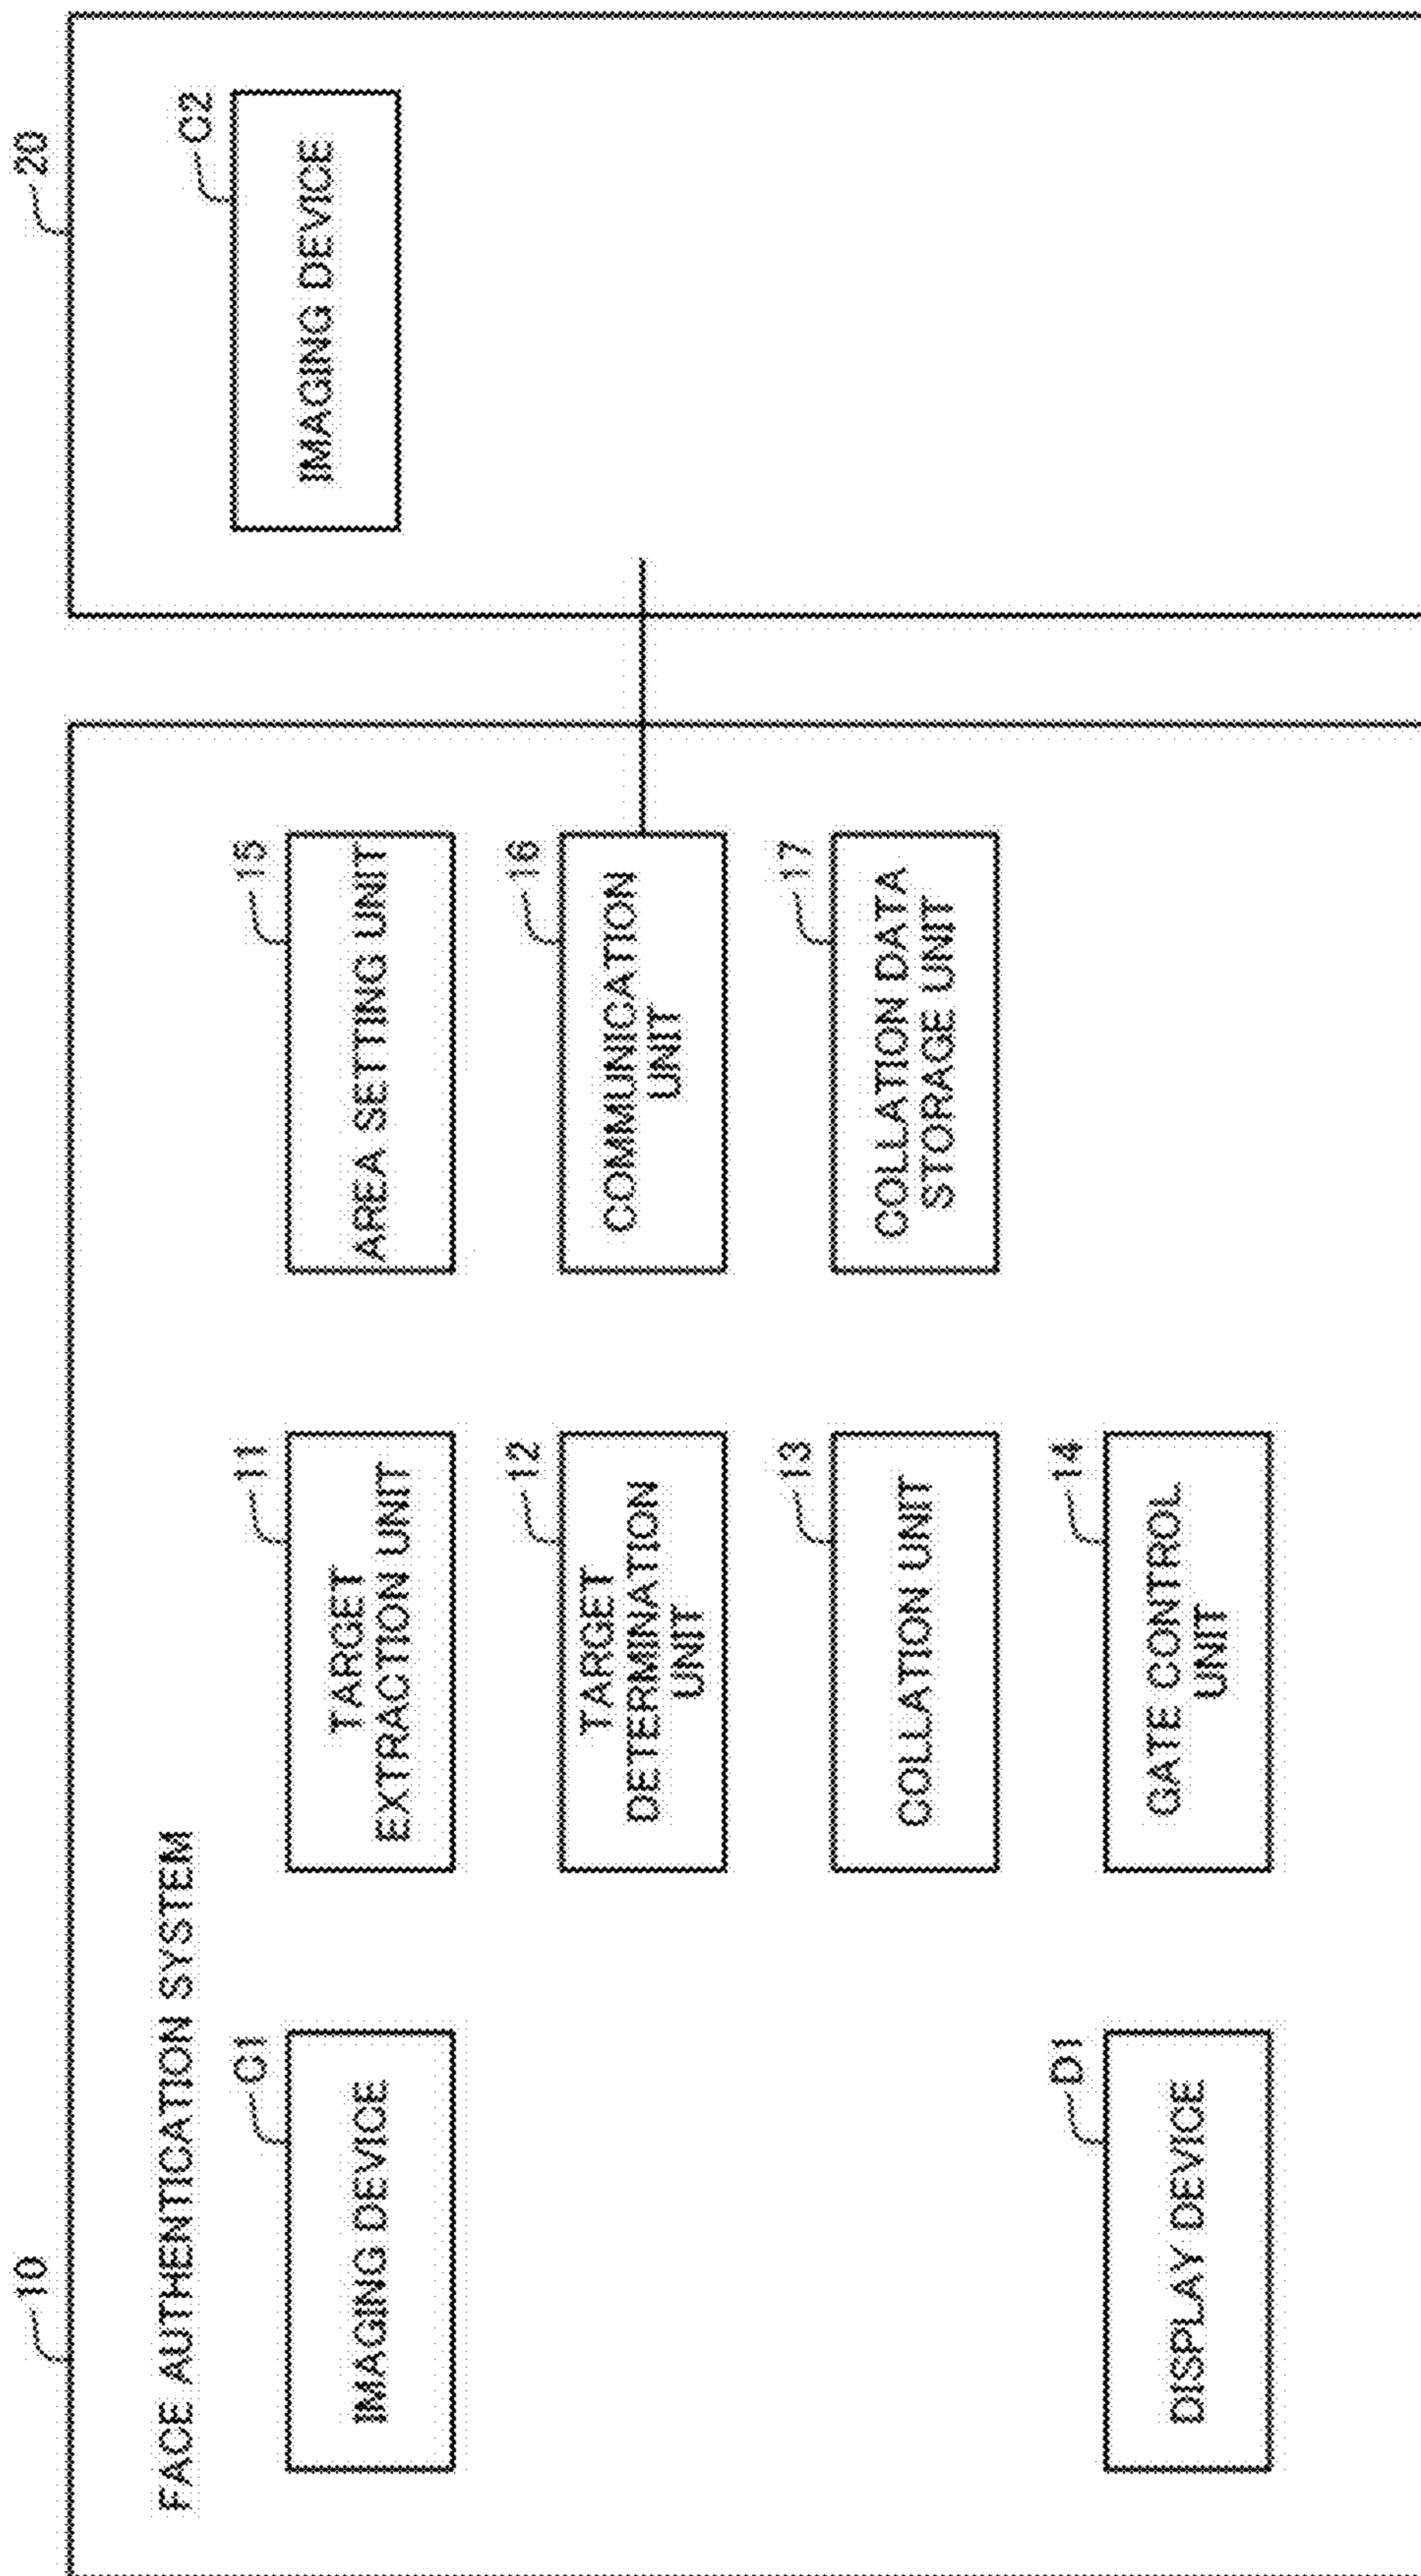 10
20
FACE AUTHENTICATION SYSTEM
C1
IMAGING DEVICE
11
TARGET
EXTRACTION UNIT
15
AREA SETTING UNIT
C2
IMAGING DEVICE
12
TARGET
DETERMINATION
UNIT
16
COMMUNICATION
UNIT
13
COLLATION UNIT
17
COLLATION DATA
STORAGE UNIT
D1
DISPLAY DEVICE
14
GATE CONTROL
UNIT